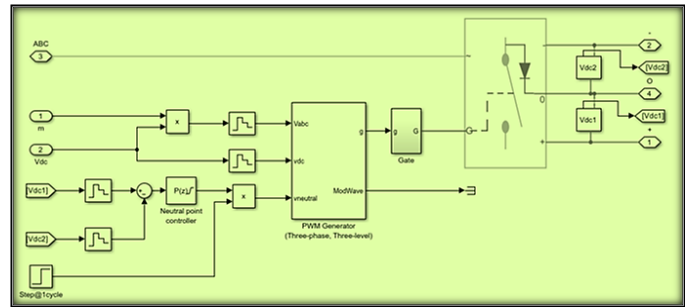 ABC
3
~
-
2
Vdc2
[Vdc2]
O
4
O
Vdc1
[Vdc1]
+
+
1
1
m
x
Vabc
2
Vdc
vdc
g
g
G
G
Gate
[Vdc1]
P(z)
x
vneutral
ModWave
Neutral point
controller
PWM Generator
(Three-phase, Three-level)
[Vdc2]
Step@1cycle